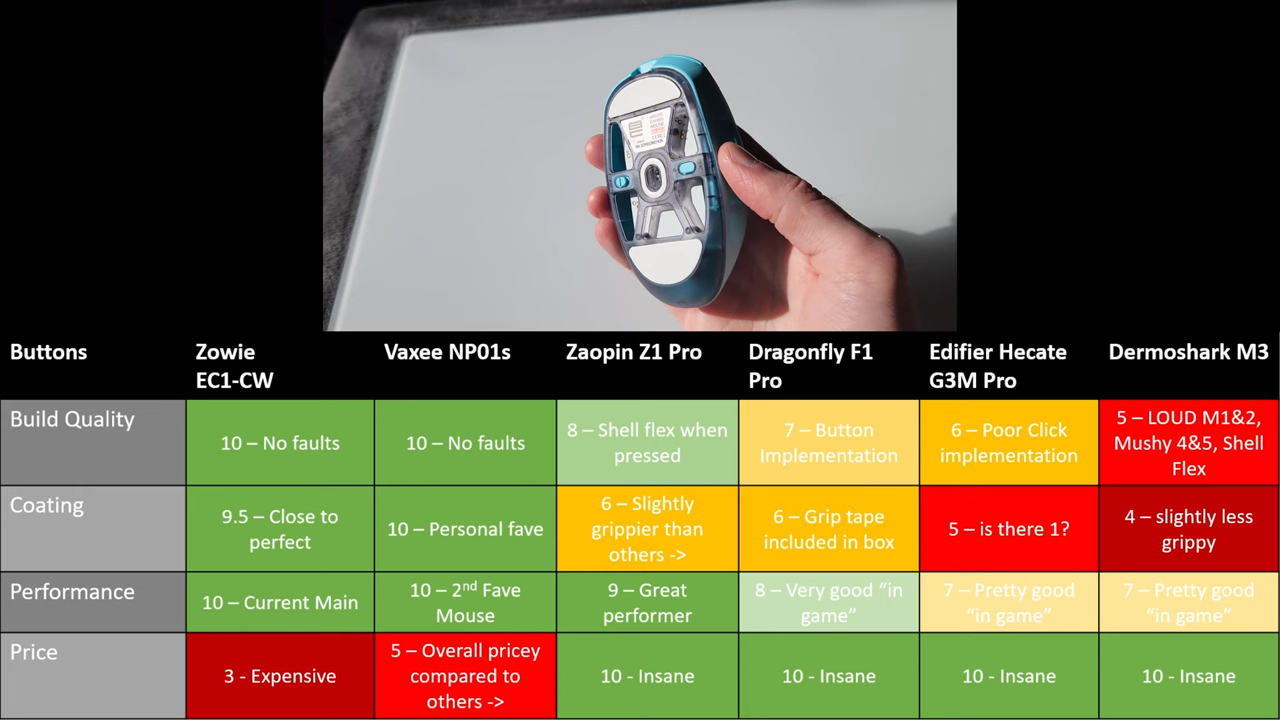 Buttons
Zowie
EC1-CW
Vaxee NP01s
Zaopin Z1 Pro
Dragonfly F1
Pro
Edifier Hecate
G3M Pro
Dermoshark M3
Build Quality
10 – No faults
10 – No faults
8 – Shell flex when
pressed
7 – Button
Implementation
6 – Poor Click
implementation
5 – LOUD M1&2,
Mushy 4&5, Shell
Flex
Coating
9.5 – Close to
perfect
10 – Personal fave
6 – Slightly
grippier than
others ->
6 – Grip tape
included in box
5 – is there 1?
4 – slightly less
grippy
Performance
10 – Current Main
10 – 2nd Fave
Mouse
9 – Great
performer
8 – Very good “in
game”
7 – Pretty good
“in game”
7 – Pretty good
“in game”
Price
3 - Expensive
5 – Overall pricey
compared to
others ->
10 - Insane
10 - Insane
10 - Insane
10 - Insane